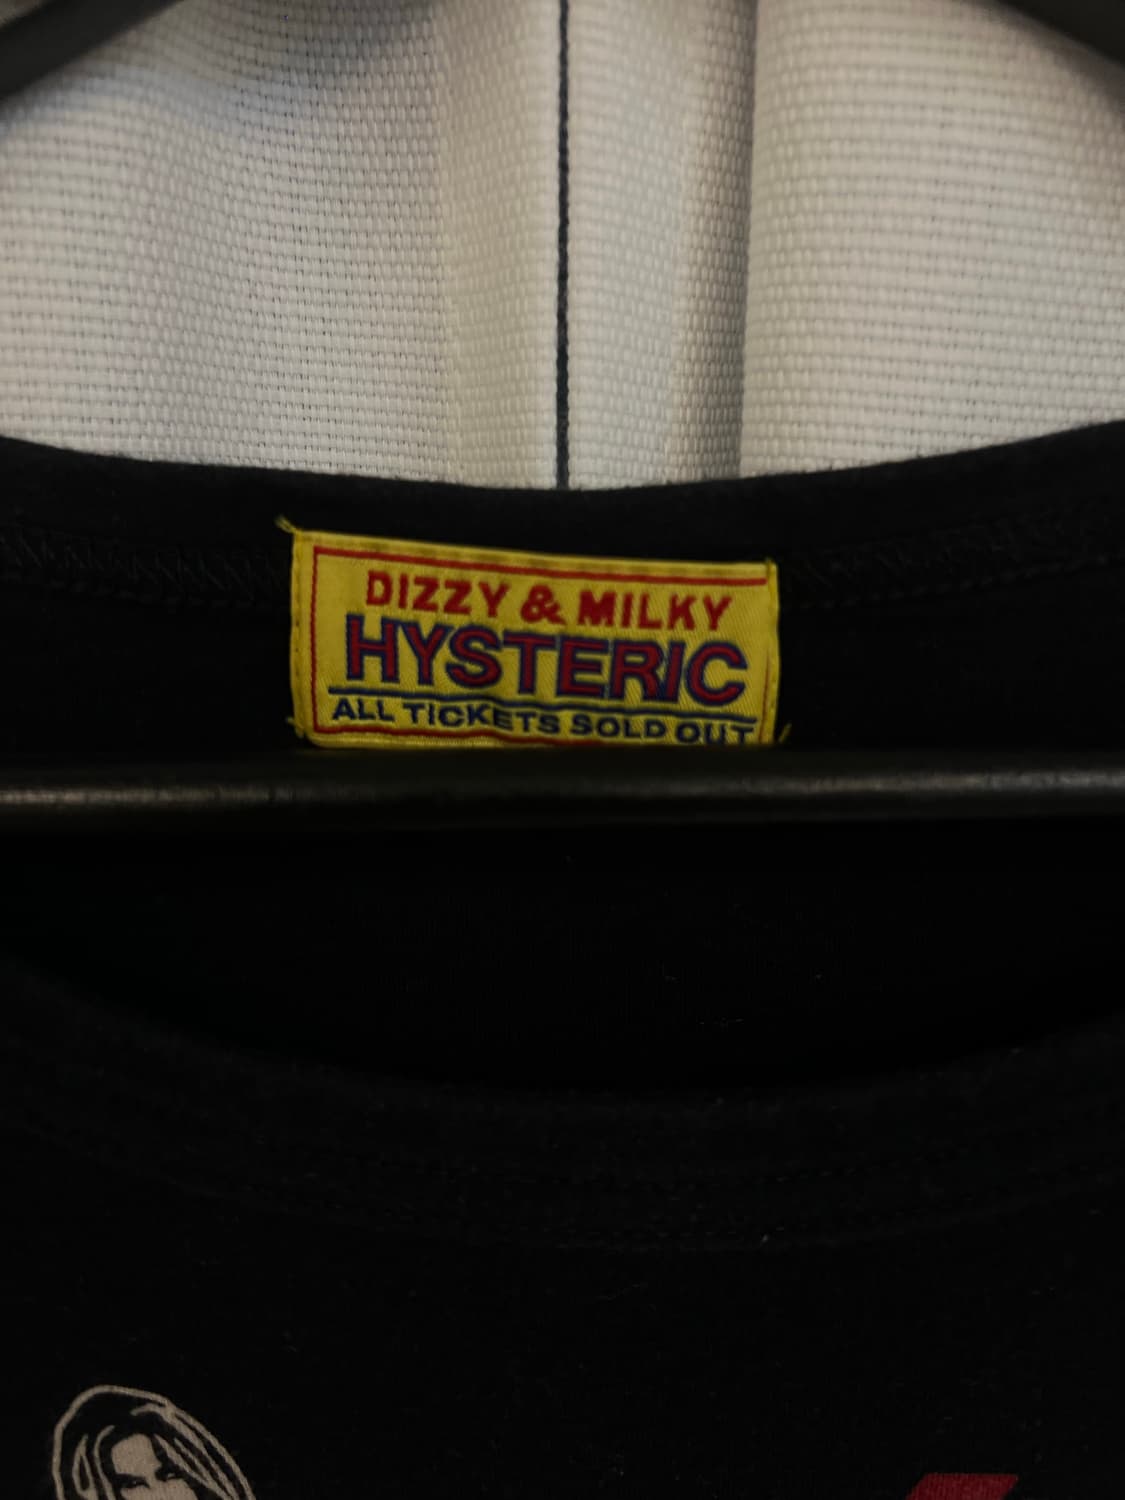 DIZZY & MILKY
HYSTERIC
ALL TICKETS SOLD OUT